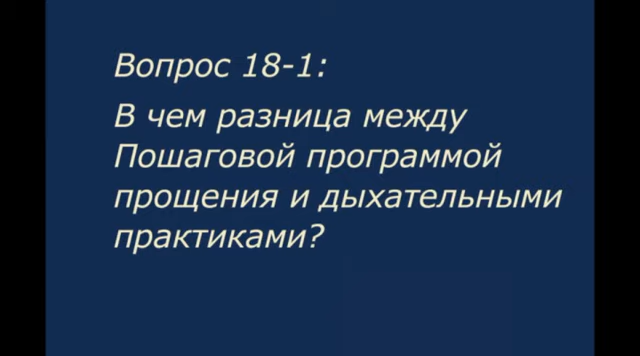 Вопрос 18-1:
В чем разница между
Пошаговой программой
прощения и дыхательными
практиками?